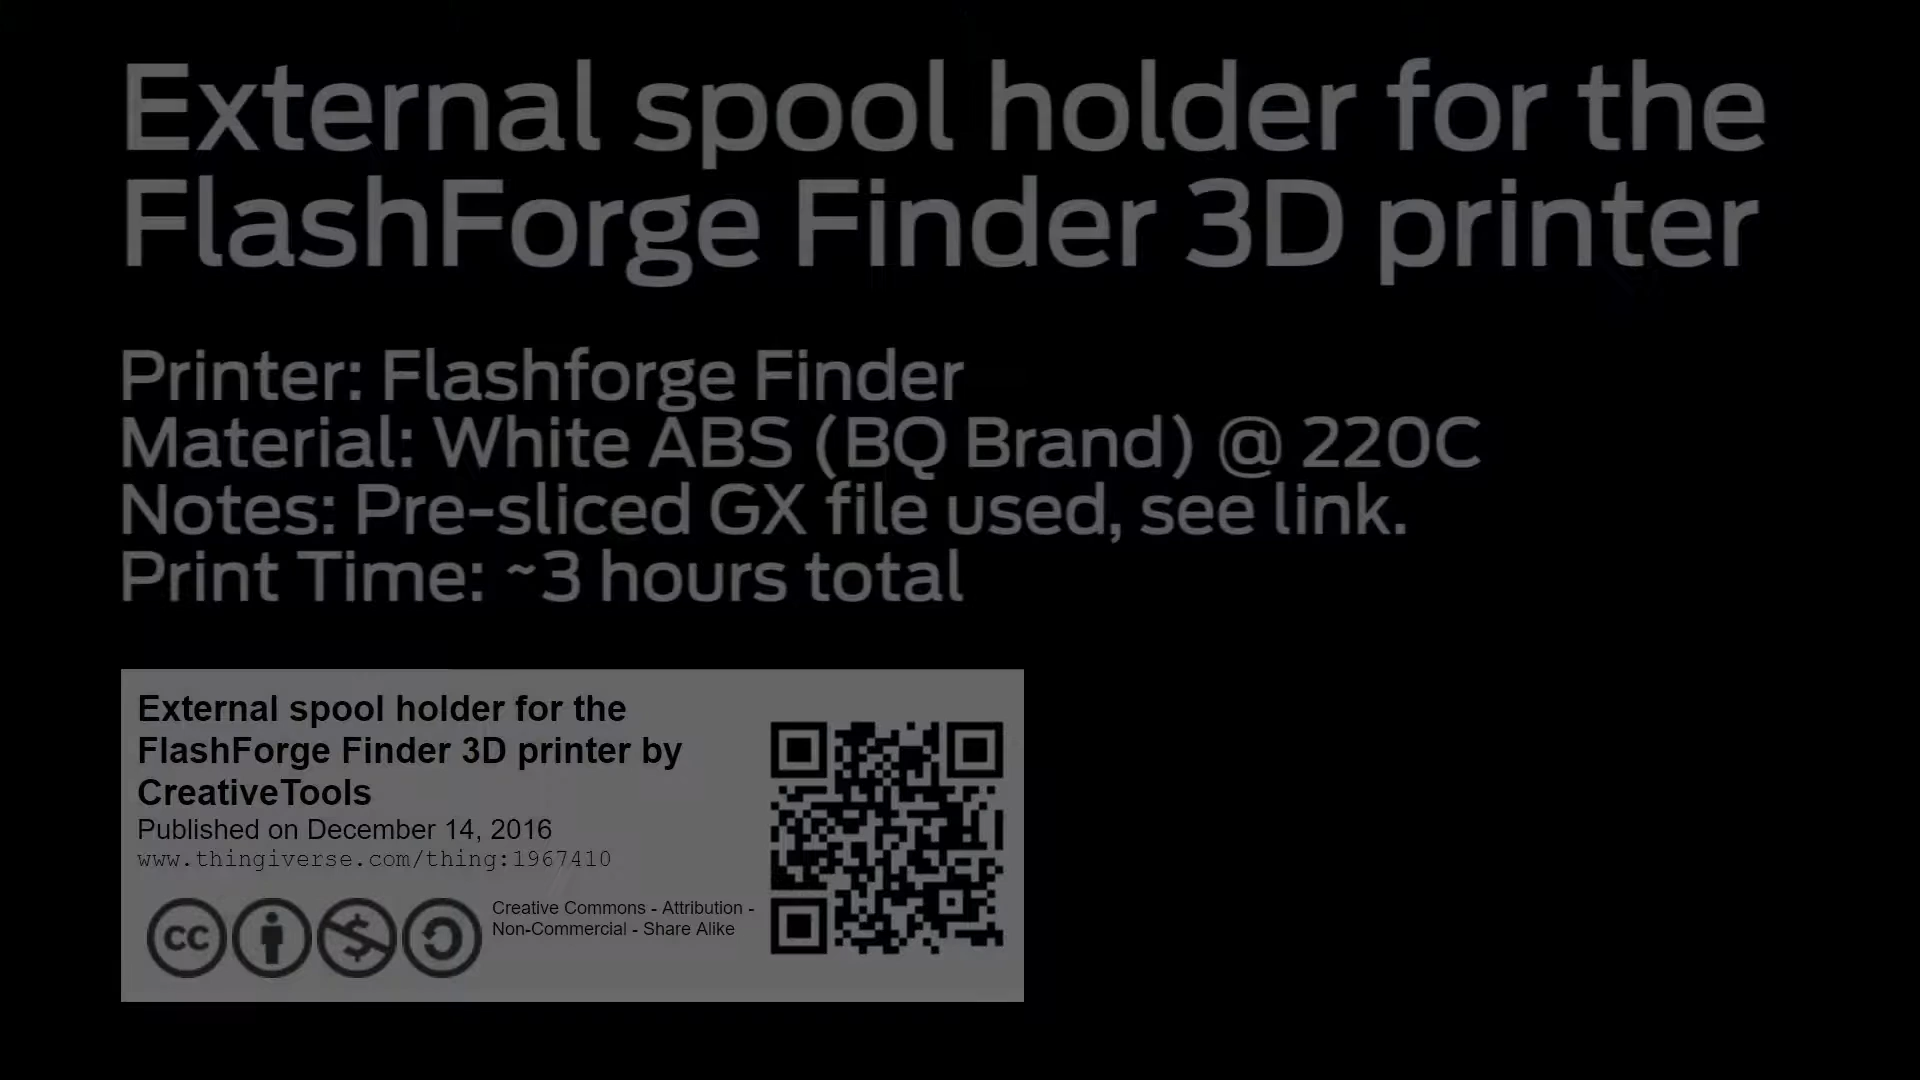 External spool holder for the
FlashForge Finder 3D printer
Printer: Flashforge Finder
Material: White ABS (BQ Brand) @ 220C
Notes: Pre-sliced GX file used, see link.
Print Time: ~3 hours total
External spool holder for the
FlashForge Finder 3D printer by
CreativeTools
Published on December 14, 2016
www.thingiverse.com/thing:1967410
cc
Creative Commons - Attribution -
Non-Commercial - Share Alike